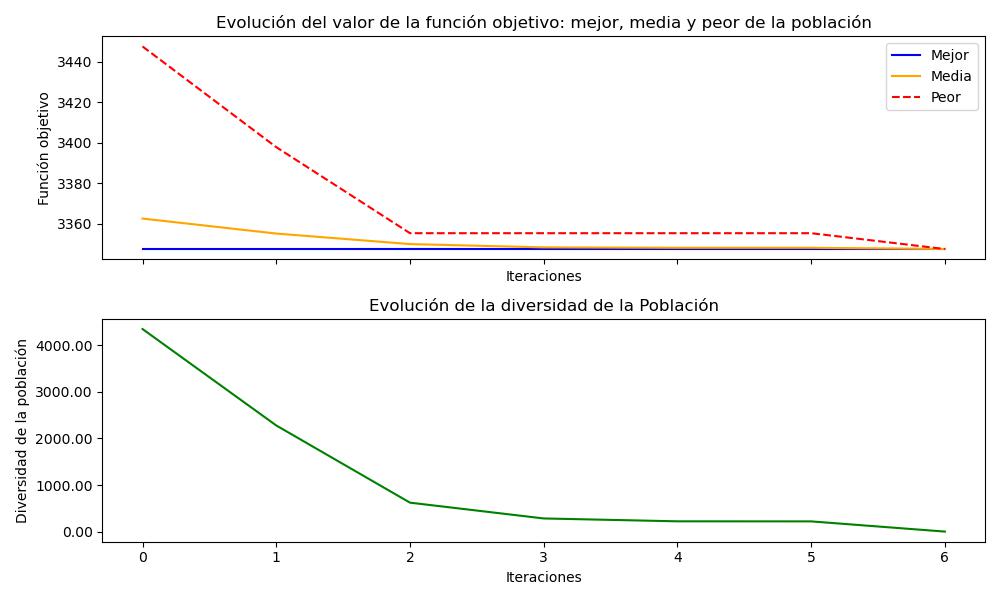 Evolución del valor de la función objetivo: mejor, media y peor de la población
Función objetivo
3440
3420
3400
3380
3360
Mejor
Media
Peor
Iteraciones
Evolución de la diversidad de la Población
Diversidad de la población
4000.00
3000.00
2000.00
1000.00
0.00
0 1 2 3 4 5 6
Iteraciones